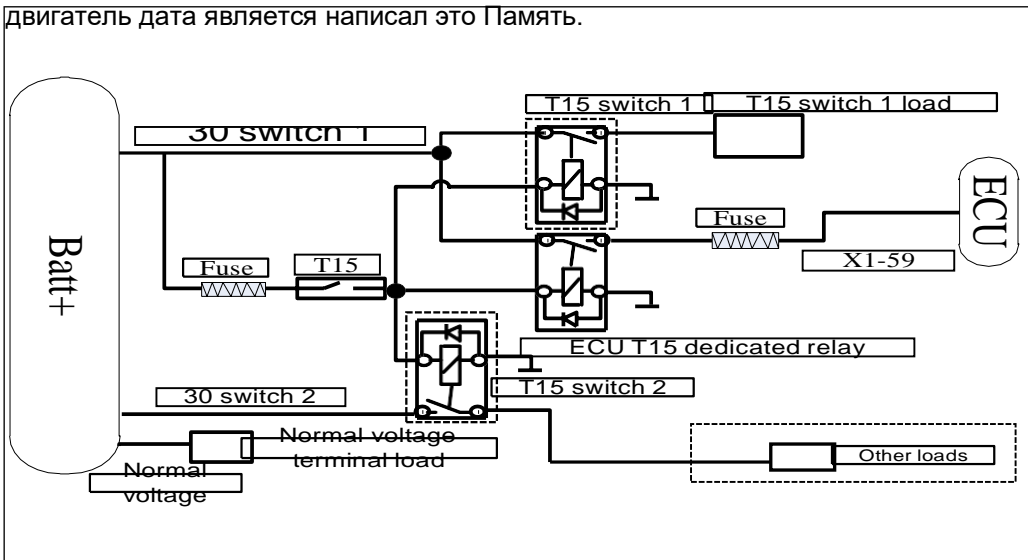 двигатель дата является написал это Память.
T15 switch 1
T15 switch 1 load
30 switch 1
ECU
Batt+
Fuse
X1-59
Fuse
T15
ECU T15 dedicated relay
T15 switch 2
30 switch 2
Normal voltage
terminal load
Other loads
Normal
voltage